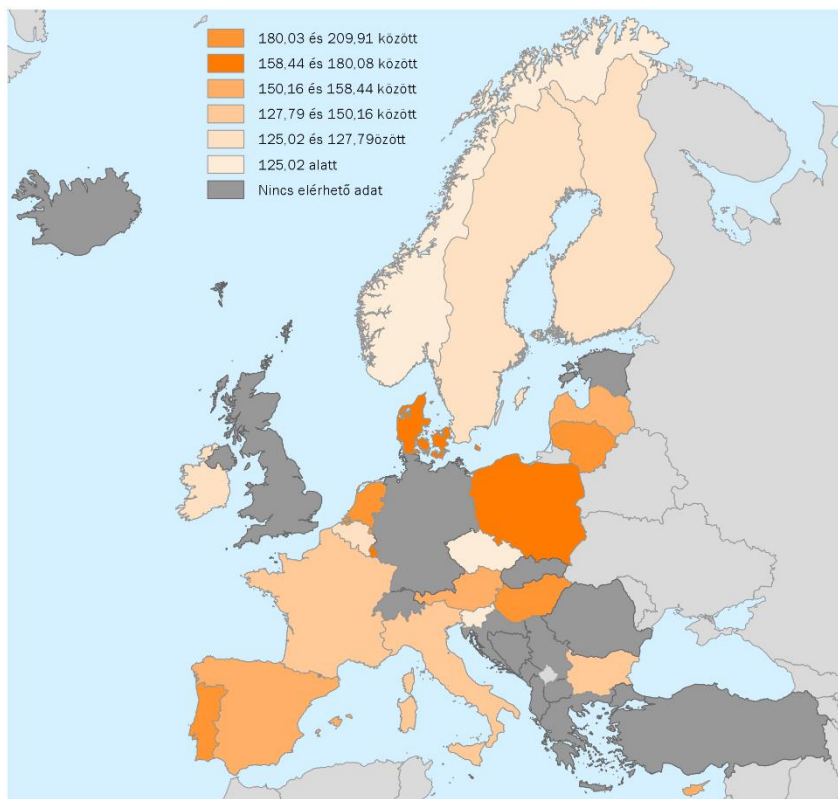 180,03 és 209,91 között
158,44 és 180,08 között
150,16 és 158,44 között
127,79 és 150,16 között
125,02 és 127,79özött
125,02 alatt
Nincs elérhető adat